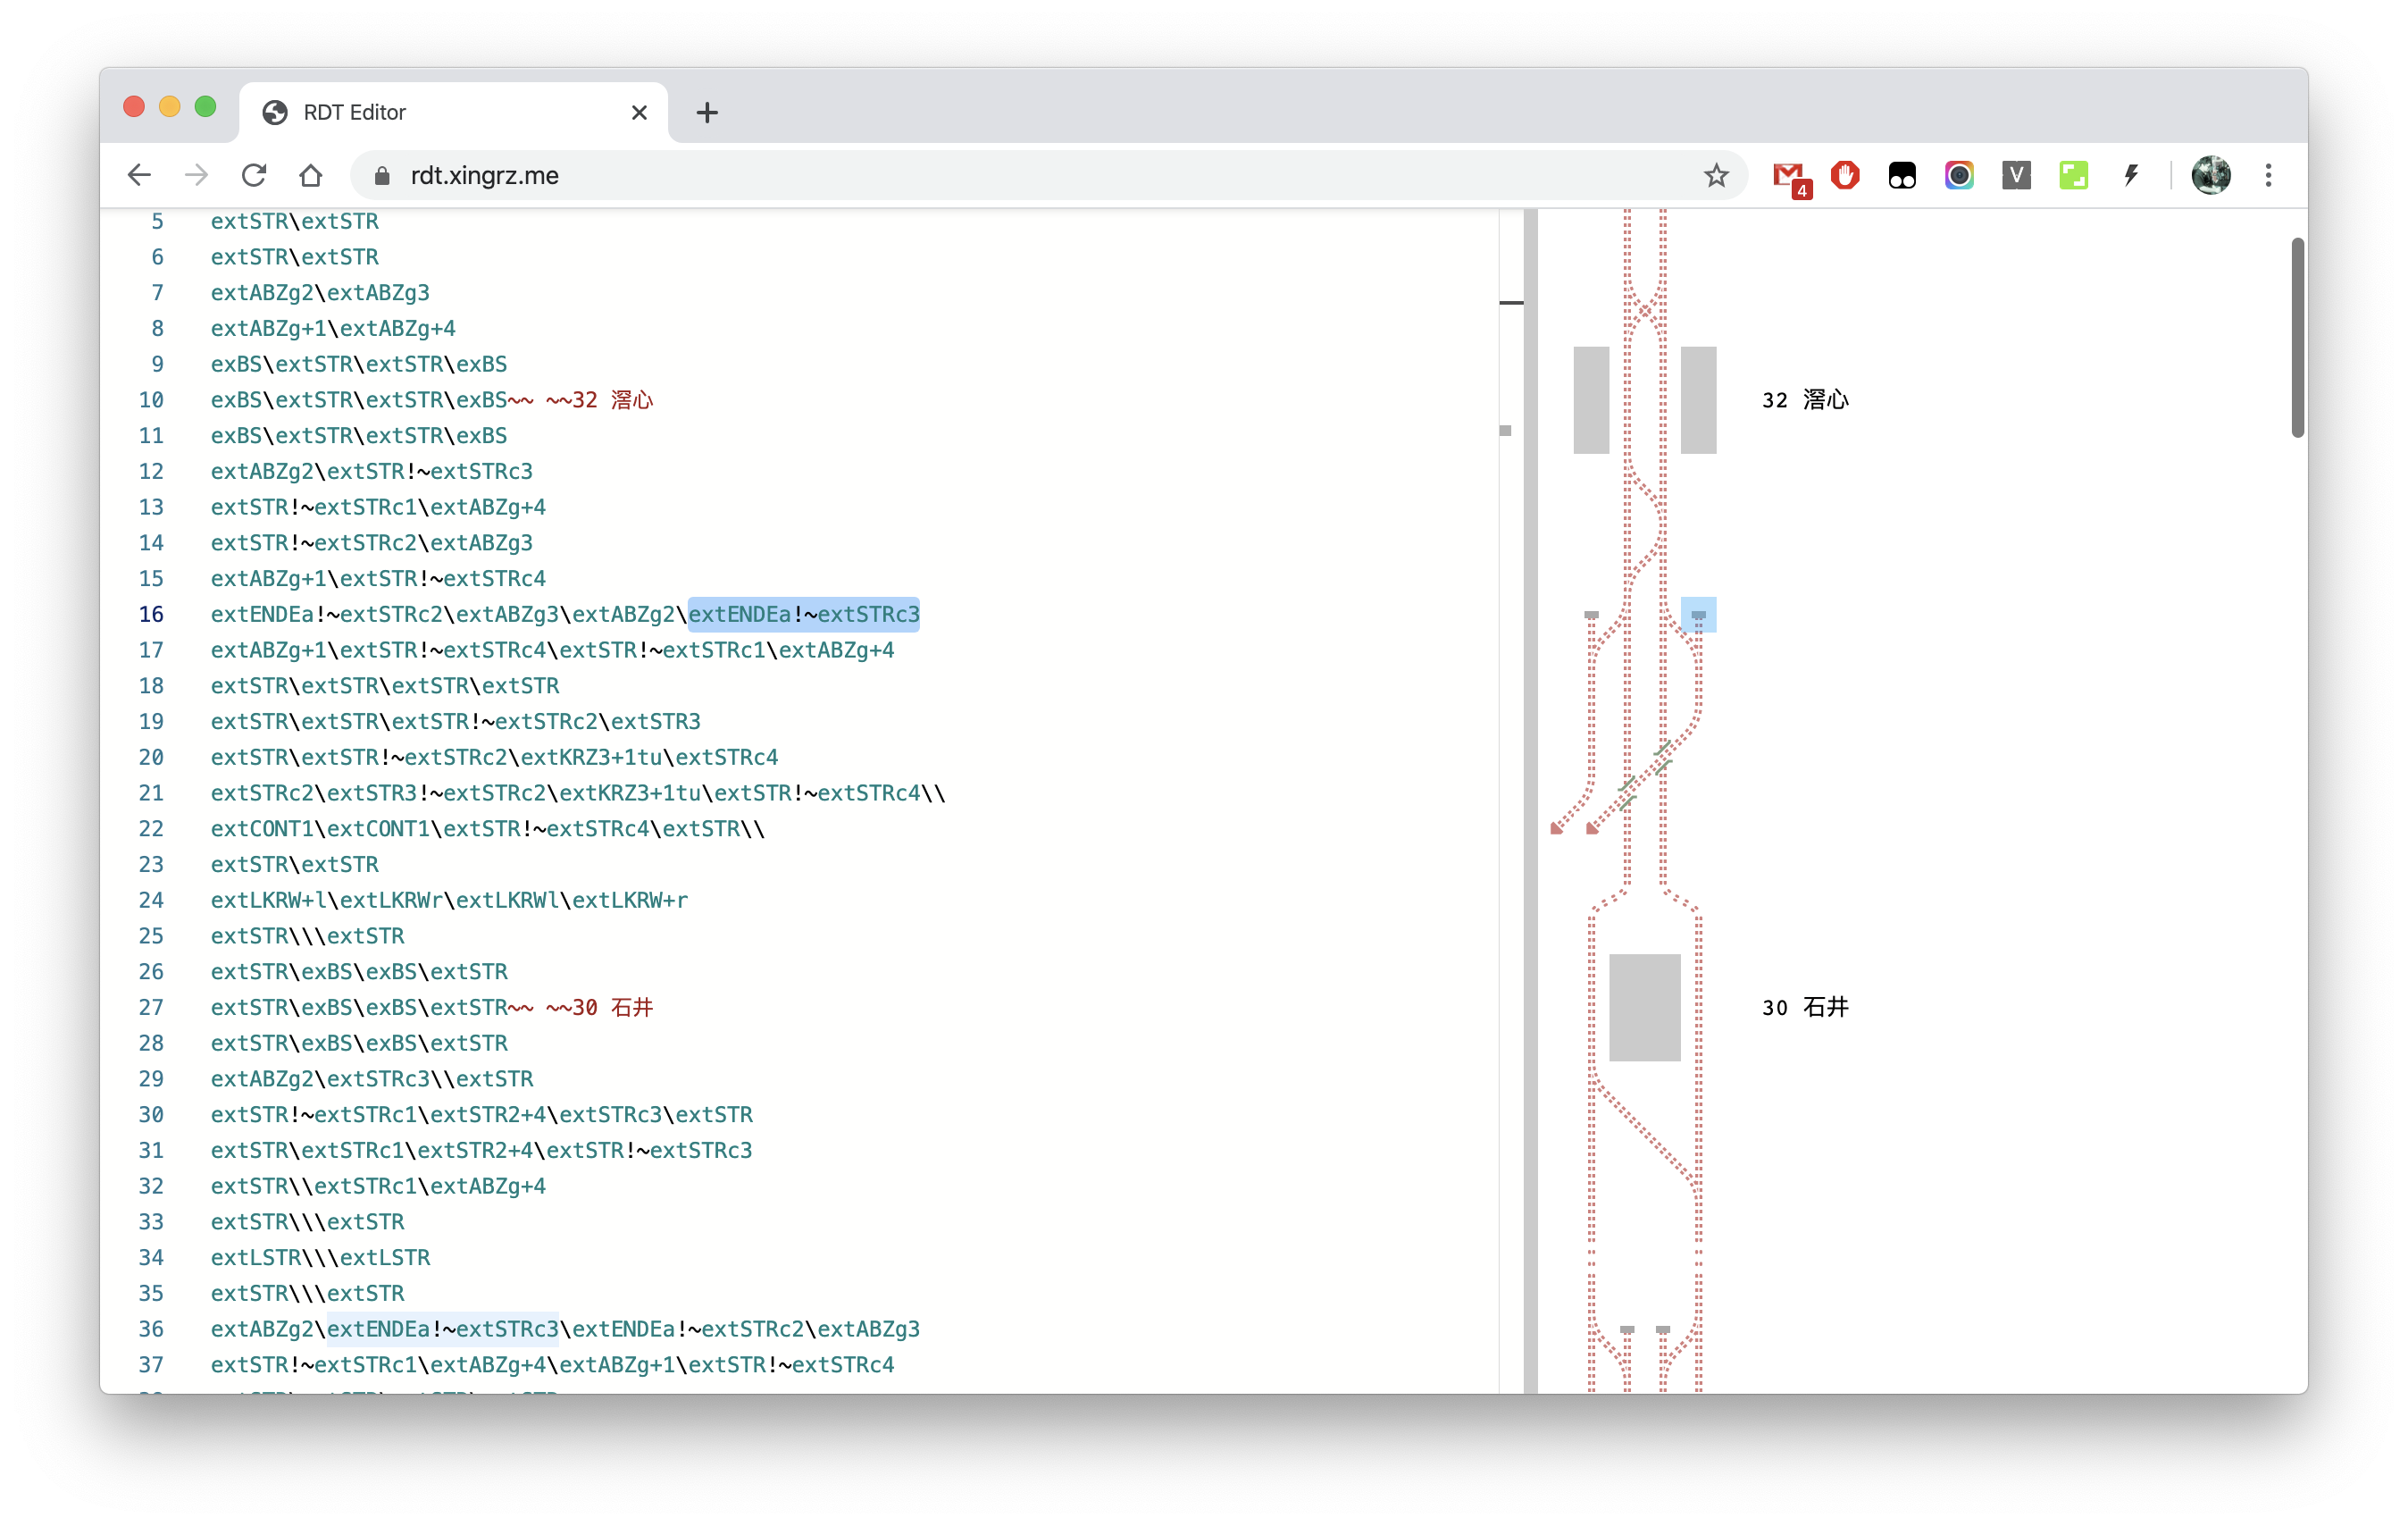 RDT Editor
rdt.xingrz.me
4
V
5 extSTR\extSTR
6 extSTR\extSTR
7 extABZg2\extABZg3
8 extABZg+1\extABZg+4
9 exBS\extSTR\extSTR\exBS
10 exBS\extSTR\extSTR\exBS~~ ~~32 滘心
11 exBS\extSTR\extSTR\exBS
12 extABZg2\extSTR!~extSTRc3
13 extSTR!~extSTRc1\extABZg+4
14 extSTR!~extSTRc2\extABZg3
15 extABZg+1\extSTR!~extSTRc4
16 extENDEa!~extSTRc2\extABZg3\extABZg2\extENDEa!~extSTRc3
17 extABZg+1\extSTR!~extSTRc4\extSTR!~extSTRc1\extABZg+4
18 extSTR\extSTR\extSTR\extSTR
19 extSTR\extSTR\extSTR!~extSTRc2\extSTR3
20 extSTR\extSTR!~extSTRc2\extKRZ3+1tu\extSTRc4
21 extSTRc2\extSTR3!~extSTRc2\extKRZ3+1tu\extSTR!~extSTRc4\\
22 extCONT1\extCONT1\extSTR!~extSTRc4\extSTR\\
23 extSTR\extSTR
24 extLKRW+l\extLKRWr\extLKRWl\extLKRW+r
25 extSTR\\\extSTR
26 extSTR\exBS\exBS\extSTR
27 extSTR\exBS\exBS\extSTR~~ ~~30 石井
28 extSTR\exBS\exBS\extSTR
29 extABZg2\extSTRc3\\extSTR
30 extSTR!~extSTRc1\extSTR2+4\extSTRc3\extSTR
31 extSTR\extSTRc1\extSTR2+4\extSTR!~extSTRc3
32 extSTR\\extSTRc1\extABZg+4
33 extSTR\\\extSTR
34 extLSTR\\\extLSTR
35 extSTR\\\extSTR
36 extABZg2\extENDEa!~extSTRc3\extENDEa!~extSTRc2\extABZg3
37 extSTR!~extSTRc1\extABZg+4\extABZg+1\extSTR!~extSTRc4
32 滘心
30 石井